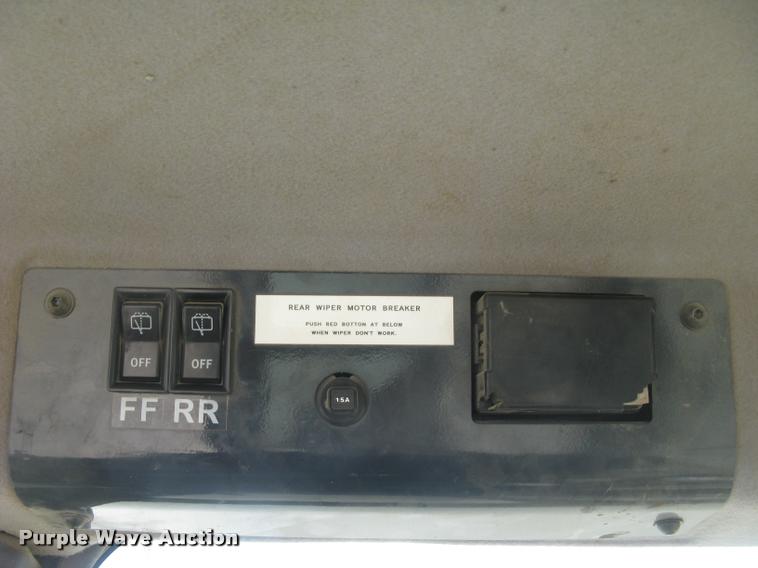 REAR WIPER MOTOR BREAKER
PUSH RED BOTTON AT BELOW
WHEN WIPER DON'T WORK.
OFF OFF
15A
FF RR
Purple Wave Auction